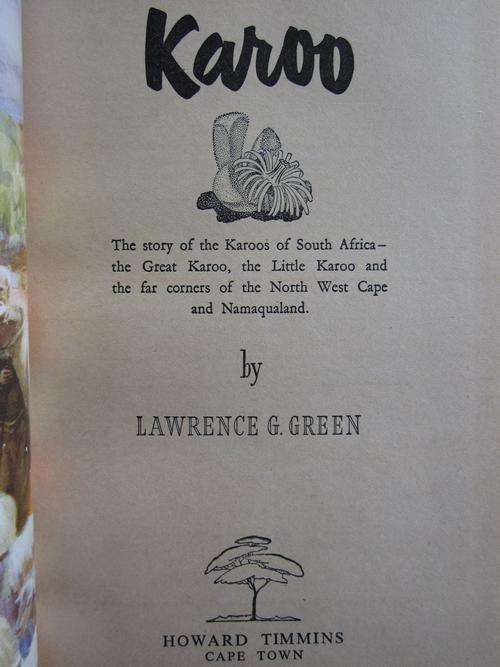 Karoo
The story of the Karoos of South Africa—
the Great Karoo, the Little Karoo and
the far corners of the North West Cape
and Namaqualand.
by
LAWRENCE G. GREEN
HOWARD TIMMINS
CAPE TOWN